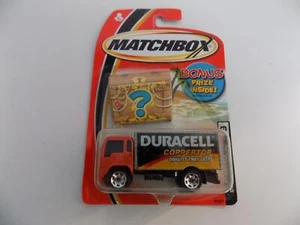 MATCHBOX
BONUS
PRIZE
INSIDE!
?
DURACELL
COPPERTOP